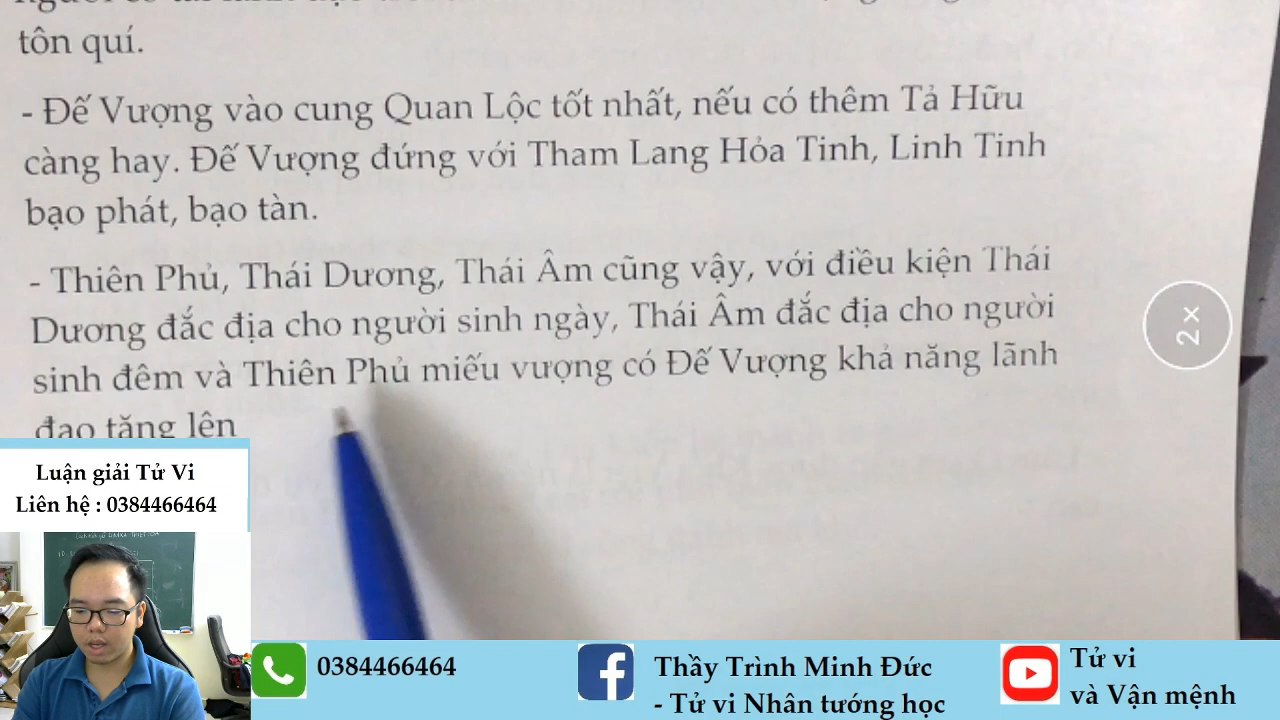 tôn quí.
- Đế Vượng vào cung Quan Lộc tốt nhất, nếu có thêm Tả Hữu
càng hay. Đế Vượng đứng với Tham Lang Hỏa Tinh, Linh Tinh
bạo phát, bạo tàn.
- Thiên Phủ, Thái Dương, Thái Âm cũng vậy, với điều kiện Thái
Dương đắc địa cho người sinh ngày, Thái Âm đắc địa cho người
sinh đêm và Thiên Phủ miếu vượng có Đế Vượng khả năng lãnh
đạo tăng lên
2×
Luận giải Tử Vi
Liên hệ : 0384466464
0384466464
Thầy Trình Minh Đức
- Tử vi Nhân tướng học
Tử vi
và Vận mệnh